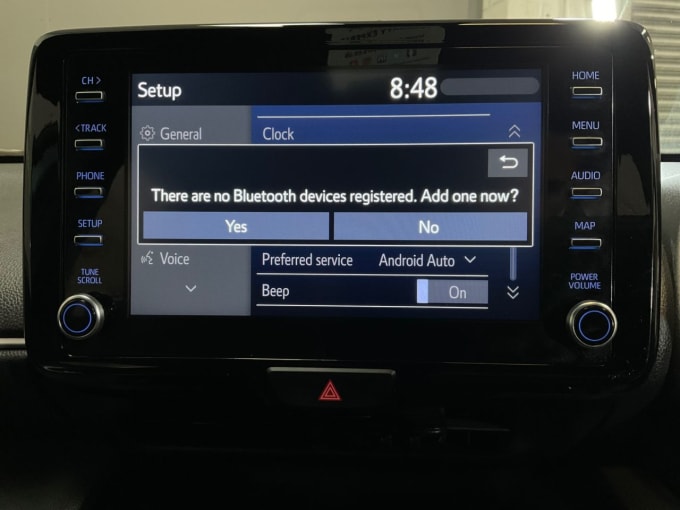 Setup
8:48
CH >
<TRACK
PHONE
SETUP
TUNE
SCROLL
General
Clock
There are no Bluetooth devices registered. Add one now?
Yes
No
Voice
Preferred service
Android Auto
Beep
On
HOME
MENU
AUDIO
MAP
POWER
VOLUME